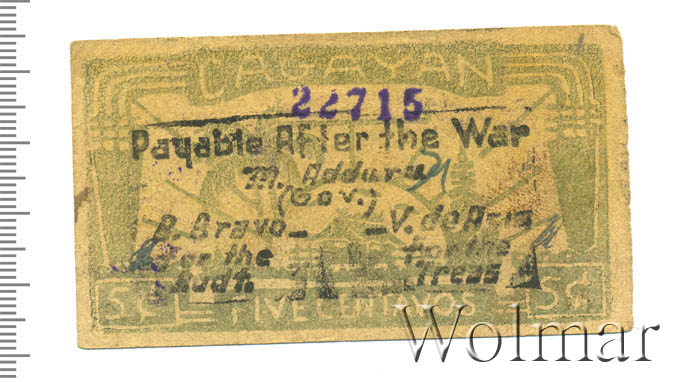 CAGAYAN
22715
Payable After the War
M. Adduru
(Gov.)
B. Bravo V. de Asis
For the For the
Audt. Treas.
5¢ FIVE CENTAVOS 5¢
Wolmar